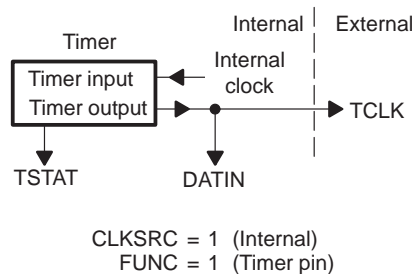 Internal
External
Timer
Timer input
Timer output
Internal
clock
TCLK
TSTAT
DATIN
CLKSRC = 1 (Internal)
FUNC = 1 (Timer pin)